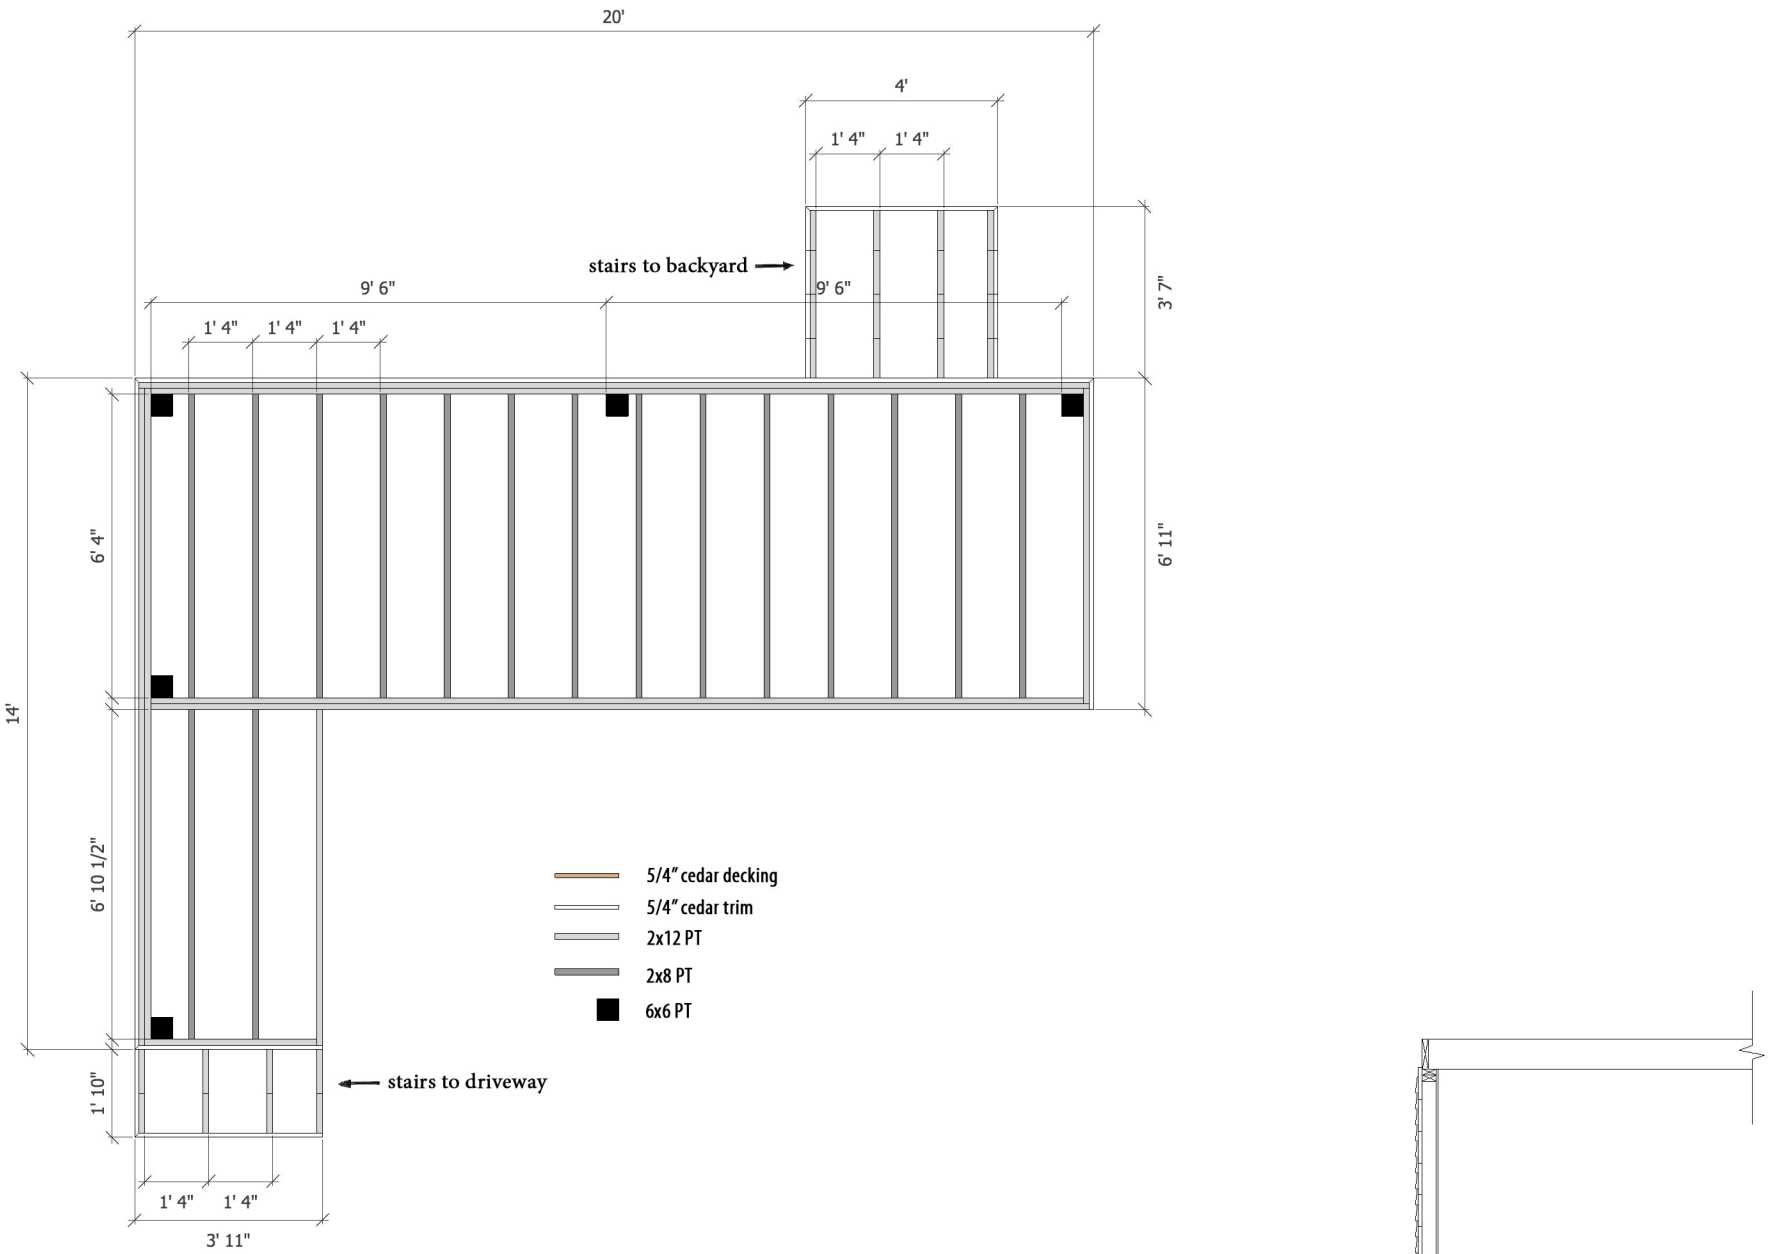 20'
4'
1' 4" 1' 4"
stairs to backyard
3' 7"
9' 6" 9' 6"
1' 4" 1' 4" 1' 4"
6' 4"
6' 11"
14'
6' 10 1/2"
5/4" cedar decking
5/4" cedar trim
2x12 PT
2x8 PT
6x6 PT
stairs to driveway
1' 10"
1' 4" 1' 4"
3' 11"